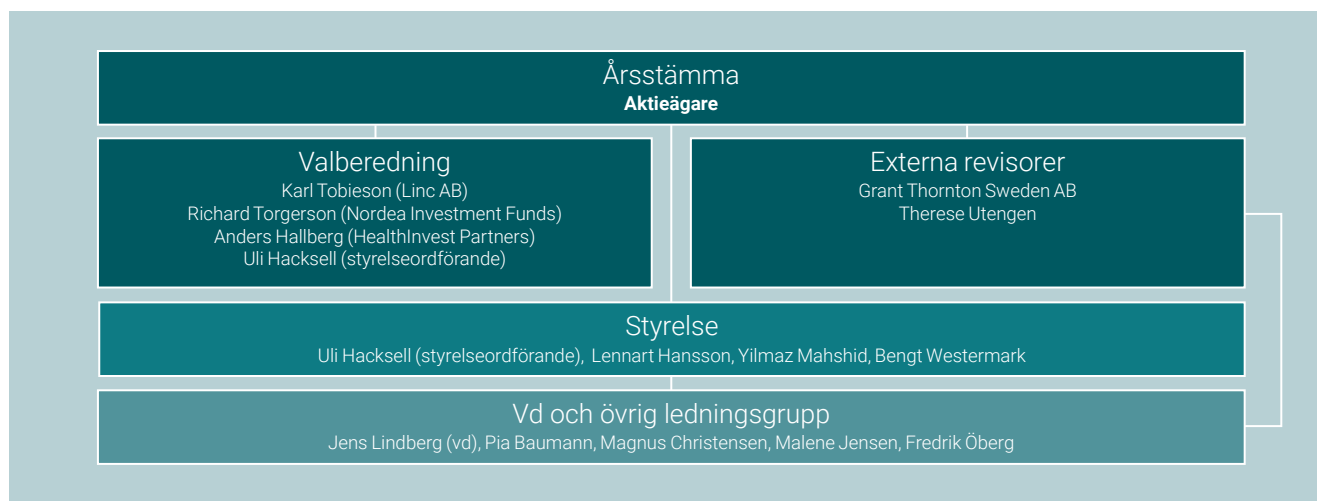 Årsstämma
Aktieägare
Valberedning
Karl Tobieson (Linc AB)
Richard Torgerson (Nordea Investment Funds)
Anders Hallberg (HealthInvest Partners)
Uli Hacksell (styrelseordförande)
Externa revisorer
Grant Thornton Sweden AB
Therese Utengen
Styrelse
Uli Hacksell (styrelseordförande), Lennart Hansson, Yilmaz Mahshid, Bengt Westermark
Vd och övrig ledningsgrupp
Jens Lindberg (vd), Pia Baumann, Magnus Christensen, Malene Jensen, Fredrik Öberg